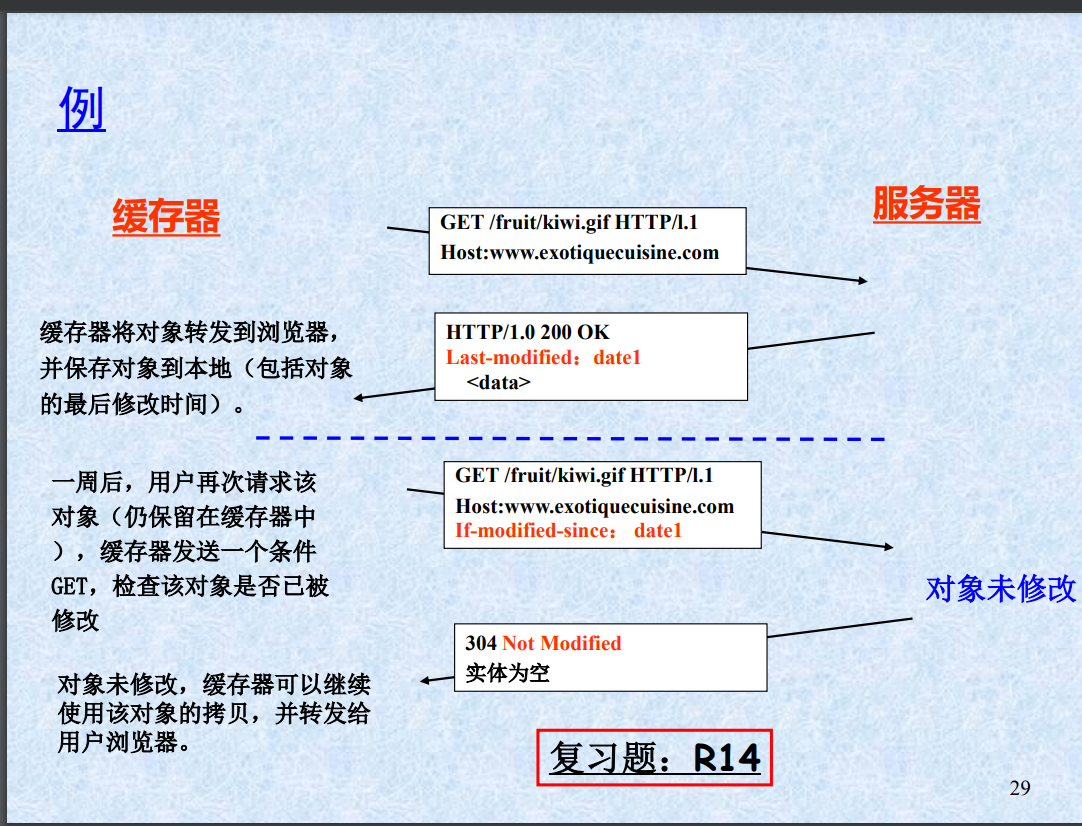 例
缓存器
服务器
GET /fruit/kiwi.gif HTTP/l.1
Host:www.exotiquecuisine.com
缓存器将对象转发到浏览器，
并保存对象到本地（包括对象
的最后修改时间）。
HTTP/1.0 200 OK
Last-modified：date1
<data>
一周后，用户再次请求该
对象（仍保留在缓存器中
），缓存器发送一个条件
GET，检查该对象是否已被
修改
GET /fruit/kiwi.gif HTTP/l.1
Host:www.exotiquecuisine.com
If-modified-since： date1
对象未修改
304 Not Modified
实体为空
对象未修改，缓存器可以继续
使用该对象的拷贝，并转发给
用户浏览器。
复习题：R14
29